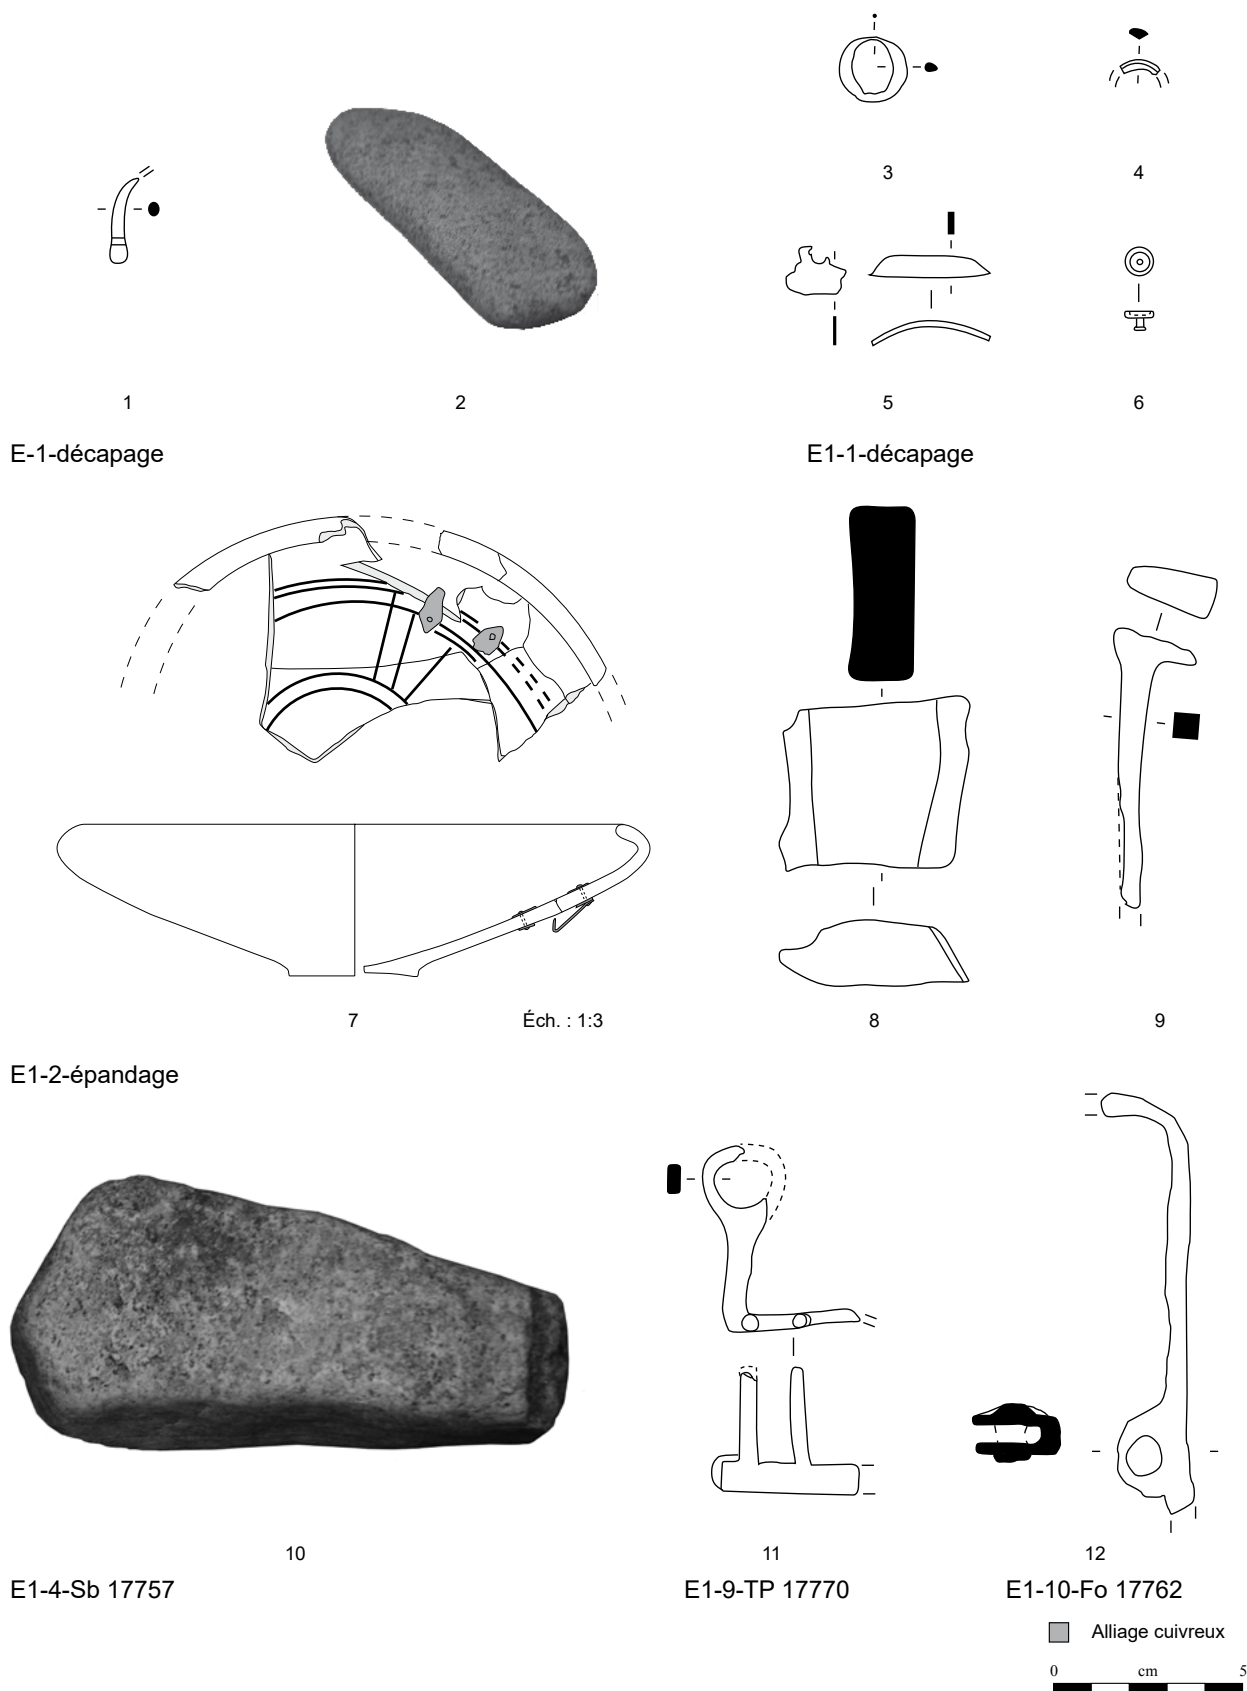 3
4
1
2
5
6
E-1-décapage
E1-1-décapage
7
Éch. : 1:3
8
9
E1-2-épandage
10
11
12
E1-4-Sb 17757
E1-9-TP 17770
E1-10-Fo 17762
Alliage cuivreux
0 cm 5